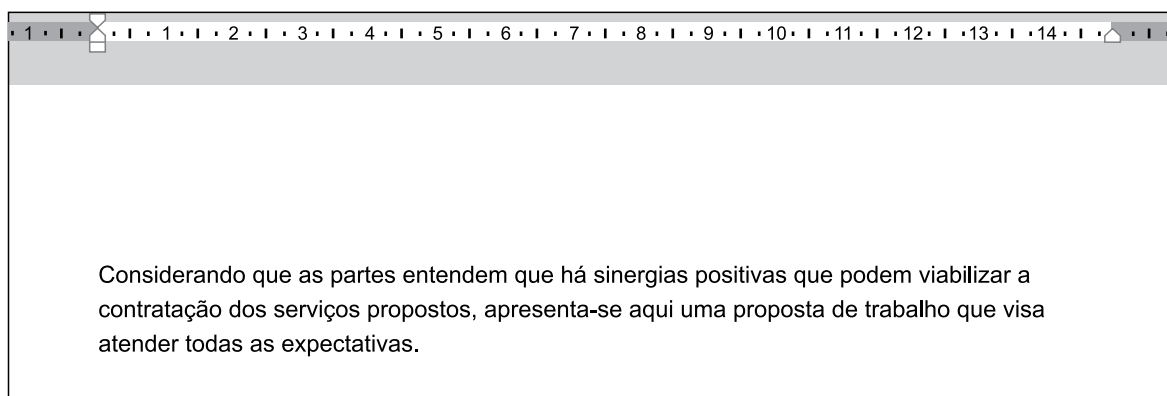 1 1 2 3 4 5 6 7 8 9 10 11 12 13 14
Considerando que as partes entendem que há sinergias positivas que podem viabilizar a
contratação dos serviços propostos, apresenta-se aqui uma proposta de trabalho que visa
atender todas as expectativas.